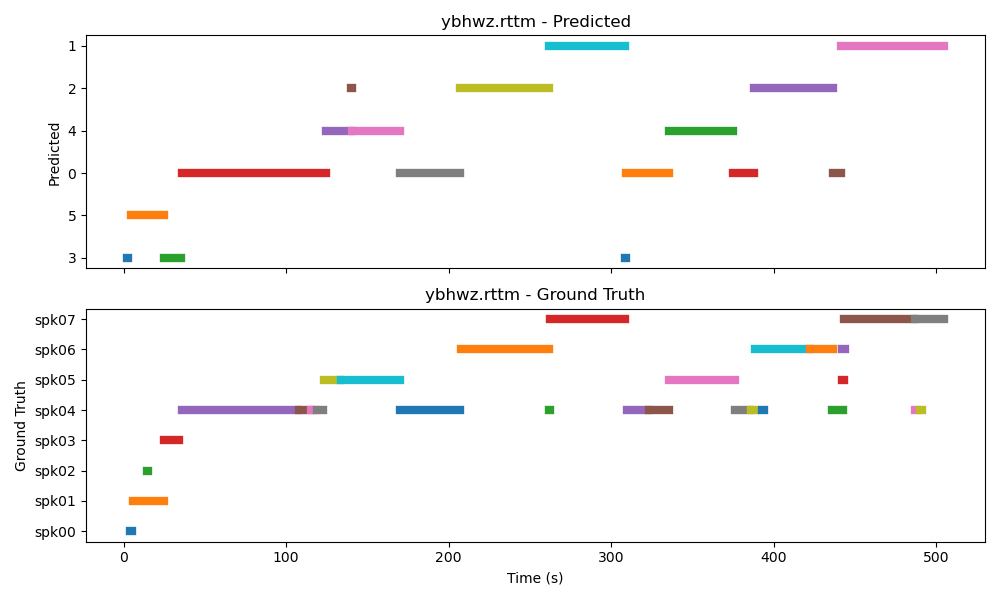 ybhwz.rttm - Predicted
Predicted
1
2
4
0
5
3
ybhwz.rttm - Ground Truth
Ground Truth
spk07
spk06
spk05
spk04
spk03
spk02
spk01
spk00
0 100 200 300 400 500
Time (s)